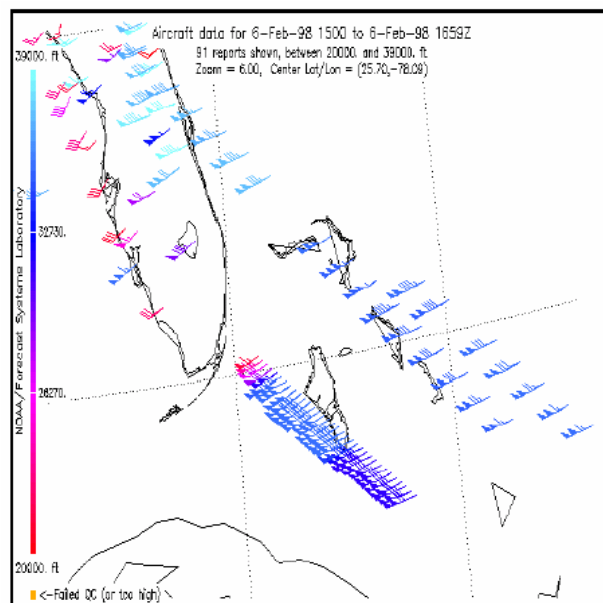 Aircraft data for 6-Feb-98 1500 to 6-Feb-98 1659Z
91 reports shown, between 20000. and 39000. ft
Zoom = 6.00, Center Lat/Lon = (25.70,-78.09)
39000. ft
32730.
26270.
20000. ft
NOAA/Forecast Systems Laboratory
<-Failed QC (or too high)